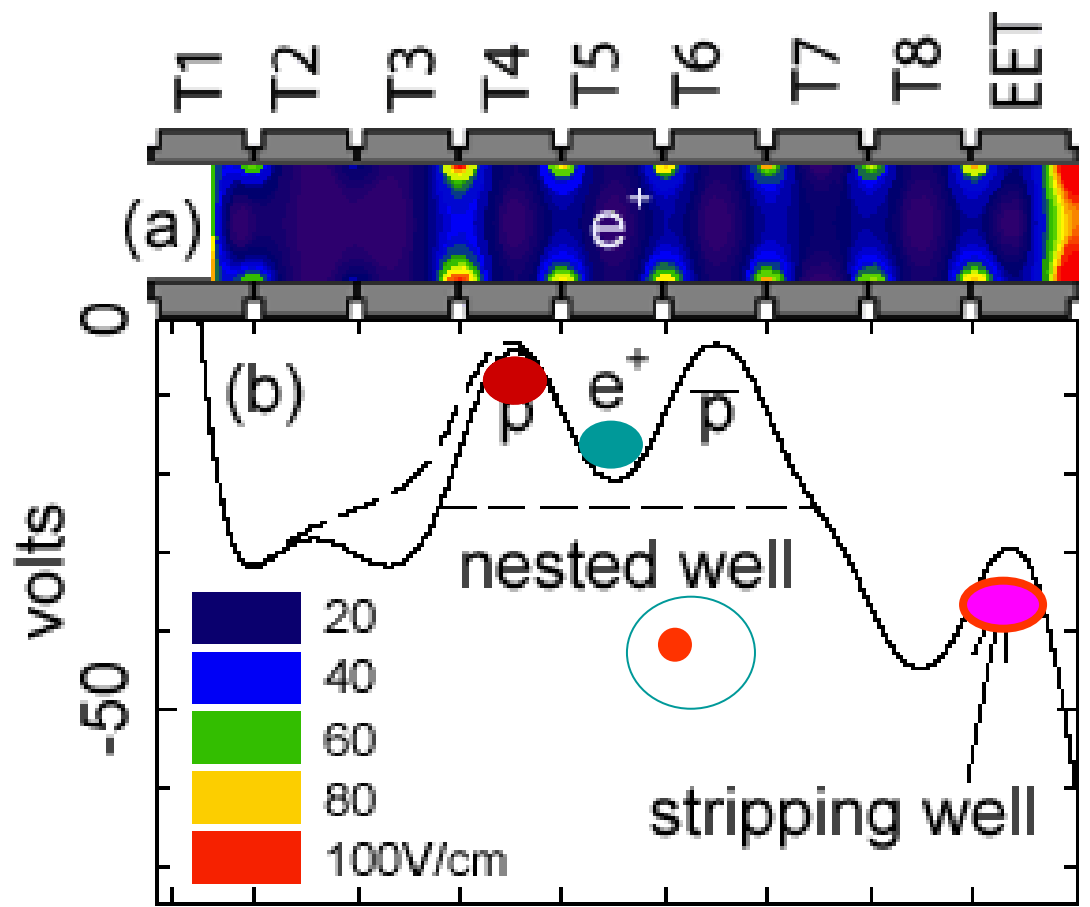 T1 T2 T3 T4 T5 T6 T7 T8 EET
(a) e⁺
0
(b) e⁺
p p̅
volts
nested well
20
40
-50
60
80
stripping well
100V/cm